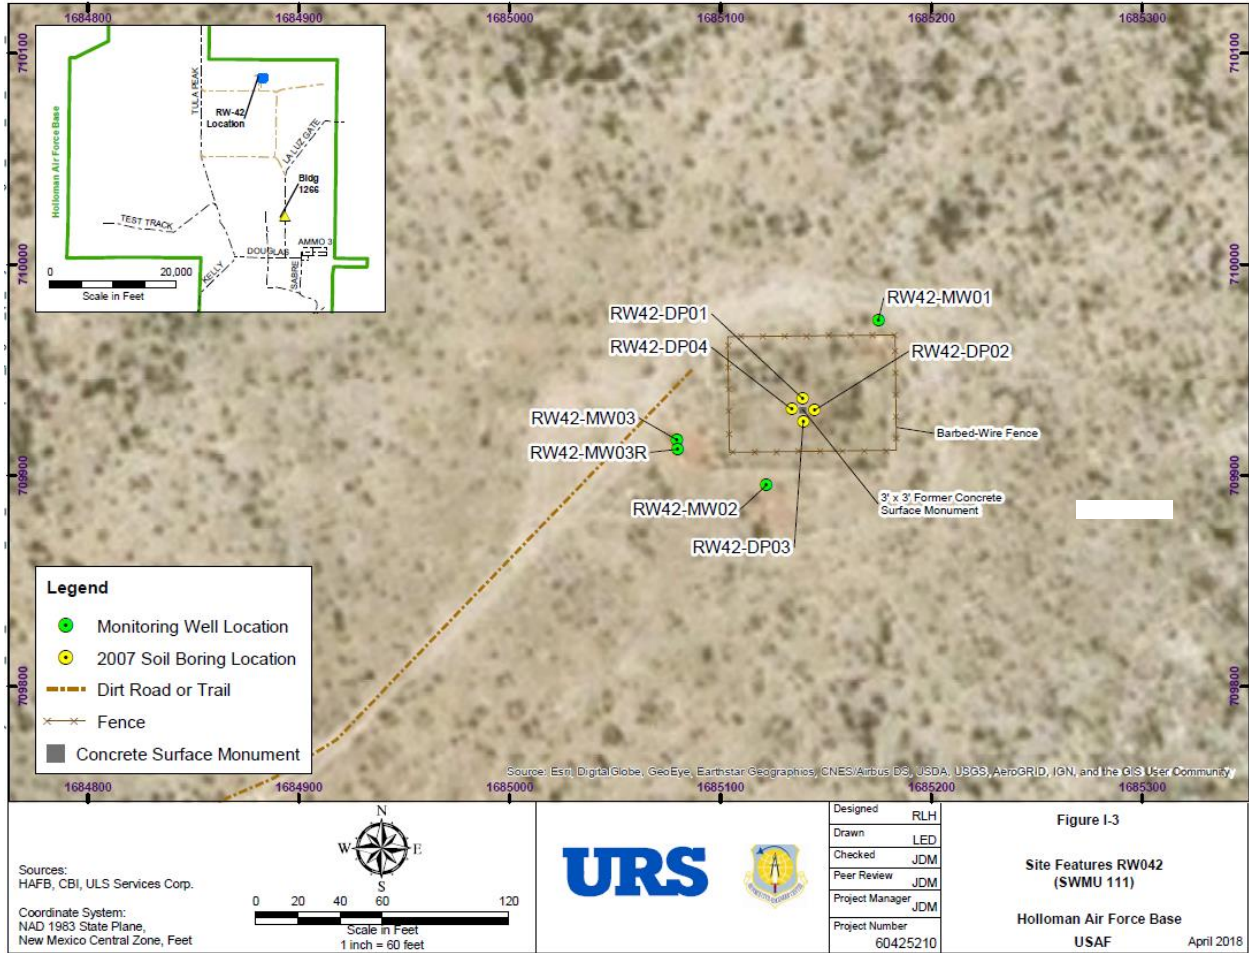 1684800
1684900
1685000
1685100
1685200
1685300
710100
710000
709900
709800
710100
710000
709900
709800
Holloman Air Force Base
TULA PEAK
RW-42
Location
LA LUZ GATE
Bldg
1266
TEST TRACK
KELLY
DOUGLAS
AMMO 3
SABRE
0
20,000
Scale in Feet
RW42-MW01
RW42-DP01
RW42-DP04
RW42-DP02
RW42-MW03
RW42-MW03R
Barbed-Wire Fence
RW42-MW02
3' x 3' Former Concrete
Surface Monument
RW42-DP03
Legend
Monitoring Well Location
2007 Soil Boring Location
Dirt Road or Trail
Fence
Concrete Surface Monument
Source: Esri, DigitalGlobe, GeoEye, Earthstar Geographics, CNES/Airbus DS, USDA, USGS, AeroGRID, IGN, and the GIS User Community
1684800
1684900
1685000
1685100
1685200
1685300
Sources:
HAFB, CBI, ULS Services Corp.
Coordinate System:
NAD 1983 State Plane,
New Mexico Central Zone, Feet
N
W
E
S
0 20 40 60 120
Scale in Feet
1 inch = 60 feet
URS
Designed RLH
Drawn LED
Checked JDM
Peer Review JDM
Project Manager JDM
Project Number
60425210
Figure I-3
Site Features RW042
(SWMU 111)
Holloman Air Force Base
USAF
April 2018